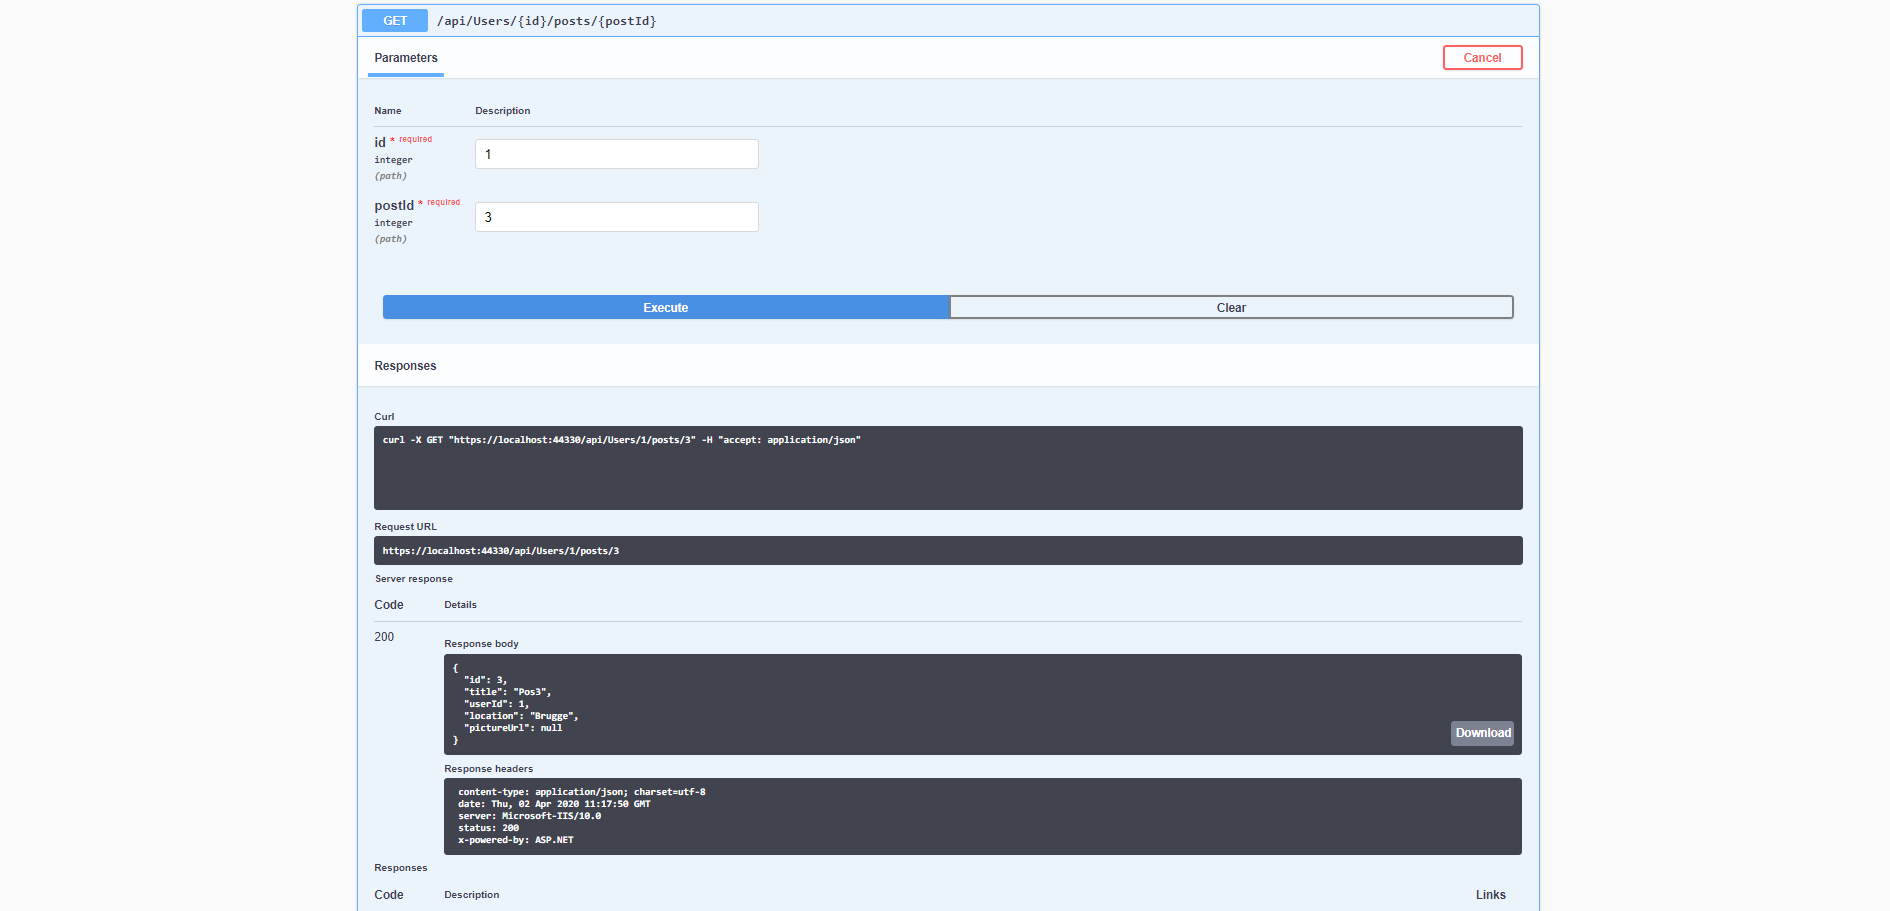 GET /api/Users/{id}/posts/{postId}
Parameters
Cancel
Name Description
id * required
integer
(path)
1
postId * required
integer
(path)
3
Execute
Clear
Responses
Curl
curl -X GET "https://localhost:44330/api/Users/1/posts/3" -H "accept: application/json"
Request URL
https://localhost:44330/api/Users/1/posts/3
Server response
Code Details
200
Response body
{
  "id": 3,
  "title": "Pos3",
  "userId": 1,
  "location": "Brugge",
  "pictureUrl": null
}
Download
Response headers
content-type: application/json; charset=utf-8
date: Thu, 02 Apr 2020 11:17:50 GMT
server: Microsoft-IIS/10.0
status: 200
x-powered-by: ASP.NET
Responses
Code Description Links